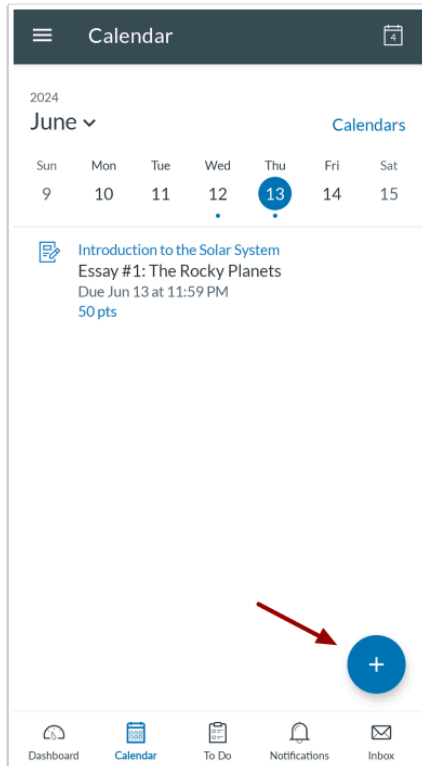 Calendar
4
2024
June
Calendars
Sun Mon Tue Wed Thu Fri Sat
9 10 11 12 13 14 15
Introduction to the Solar System
Essay #1: The Rocky Planets
Due Jun 13 at 11:59 PM
50 pts
+
Dashboard Calendar To Do Notifications Inbox